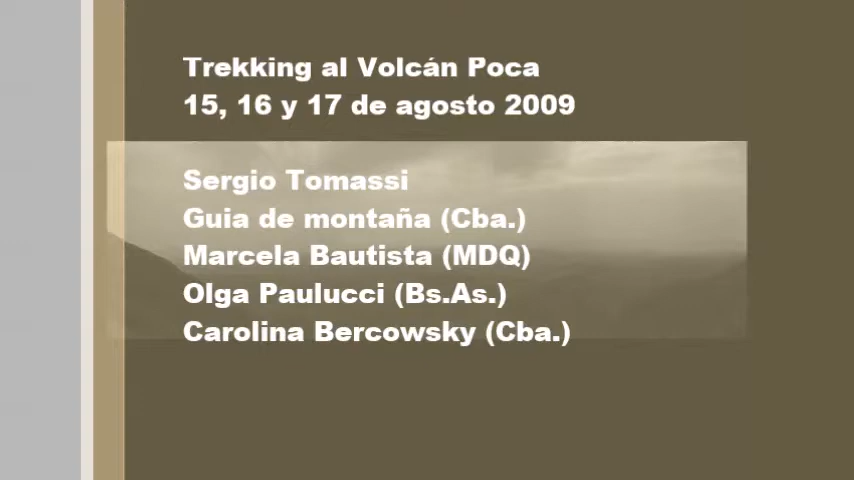 Trekking al Volcán Poca
15, 16 y 17 de agosto 2009
Sergio Tomassi
Guia de montaña (Cba.)
Marcela Bautista (MDQ)
Olga Paulucci (Bs.As.)
Carolina Bercowsky (Cba.)